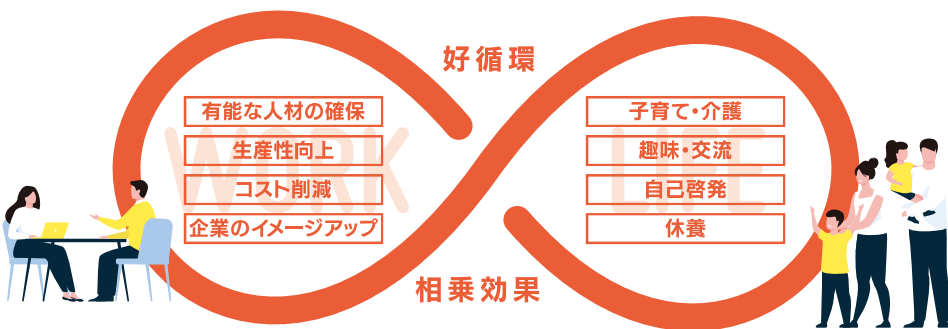 好循環
WORK
有能な人材の確保
生産性向上
コスト削減
企業のイメージアップ
LIFE
子育て・介護
趣味・交流
自己啓発
休養
相乗効果